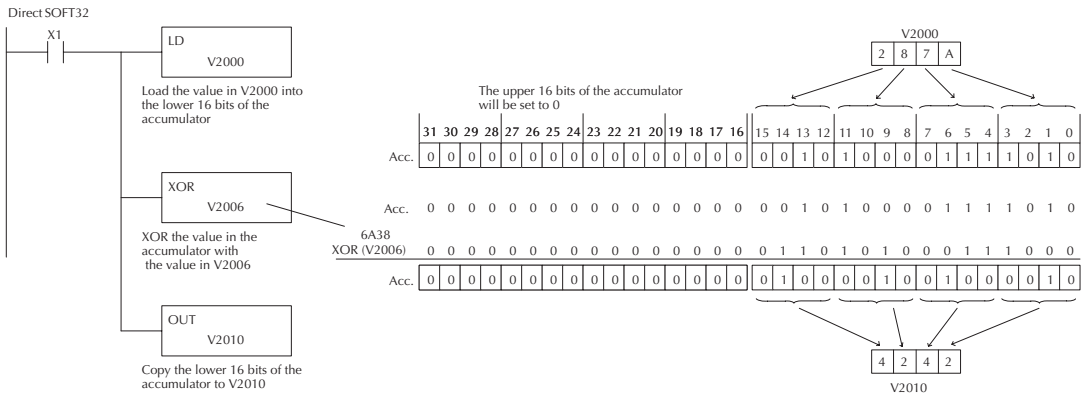 Direct SOFT32
X1
LD
V2000
Load the value in V2000 into
the lower 16 bits of the
accumulator
XOR
V2006
XOR the value in the
accumulator with
the value in V2006
OUT
V2010
Copy the lower 16 bits of the
accumulator to V2010
The upper 16 bits of the accumulator
will be set to 0
V2000
2 8 7 A
31 30 29 28 27 26 25 24 23 22 21 20 19 18 17 16 15 14 13 12 11 10 9 8 7 6 5 4 3 2 1 0
Acc. 0 0 0 0 0 0 0 0 0 0 0 0 0 0 0 0 0 0 1 0 1 0 0 0 0 1 1 1 1 0 1 0
Acc. 0 0 0 0 0 0 0 0 0 0 0 0 0 0 0 0 0 0 1 0 1 0 0 0 0 1 1 1 1 0 1 0
6A38
XOR (V2006) 0 0 0 0 0 0 0 0 0 0 0 0 0 0 0 0 0 1 1 0 1 0 1 0 0 0 1 1 1 0 0 0
Acc. 0 0 0 0 0 0 0 0 0 0 0 0 0 0 0 0 0 1 0 0 0 0 1 0 0 1 0 0 0 0 1 0
4 2 4 2
V2010